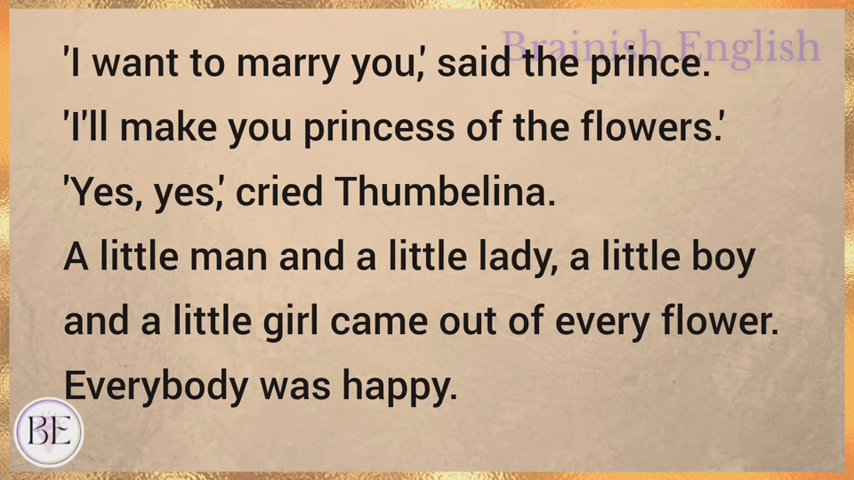 Brainish English
'I want to marry you,' said the prince.
'I'll make you princess of the flowers.'
'Yes, yes,' cried Thumbelina.
A little man and a little lady, a little boy
and a little girl came out of every flower.
Everybody was happy.
BE